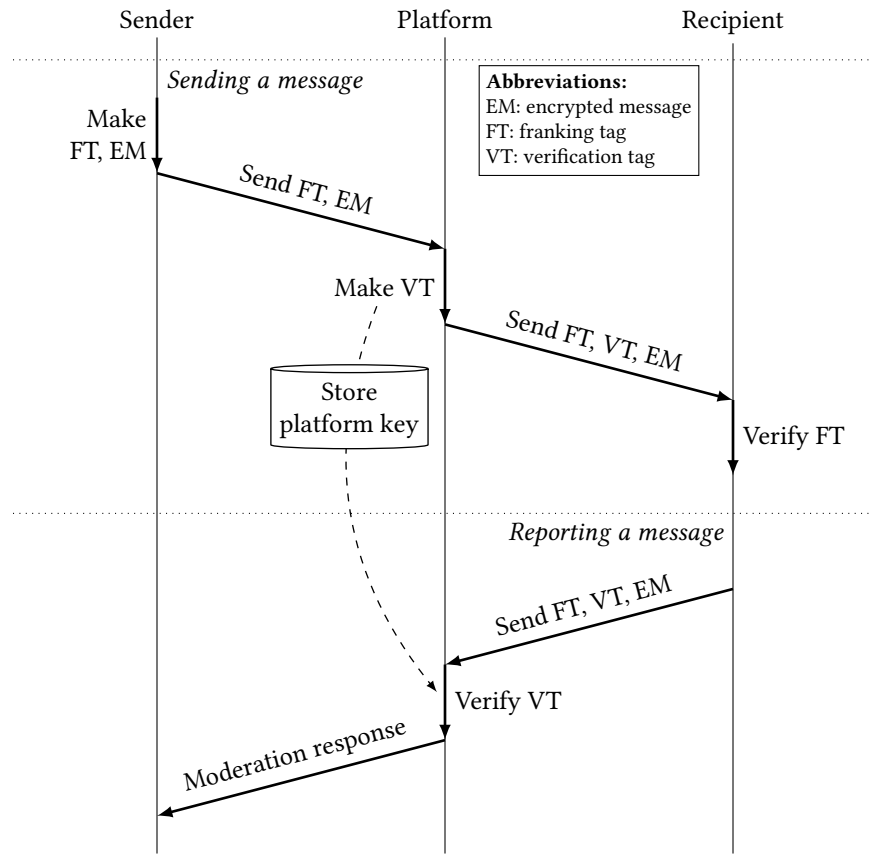 Sender
Platform
Recipient
Sending a message
Abbreviations:
EM: encrypted message
FT: franking tag
VT: verification tag
Make
FT, EM
Send FT, EM
Make VT
Send FT, VT, EM
Store
platform key
Verify FT
Reporting a message
Send FT, VT, EM
Verify VT
Moderation response